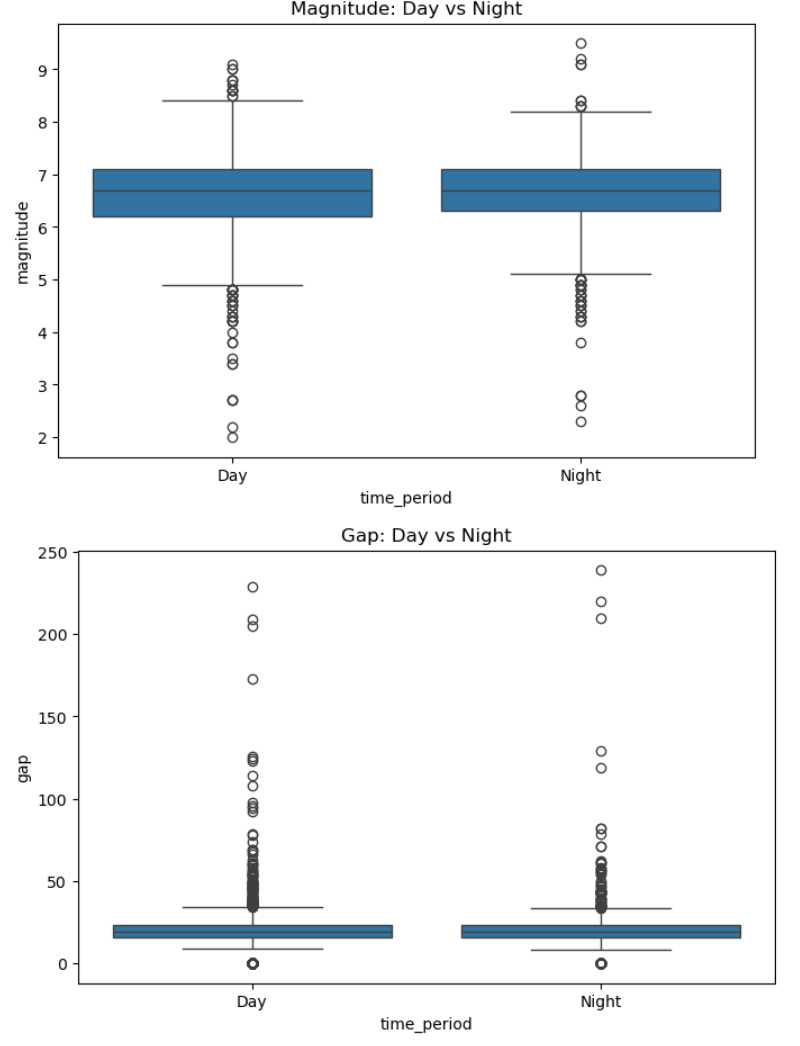 Magnitude: Day vs Night
9
8
7
6
5
4
3
2
magnitude
Day
Night
time_period
Gap: Day vs Night
250
200
150
100
50
0
gap
Day
Night
time_period